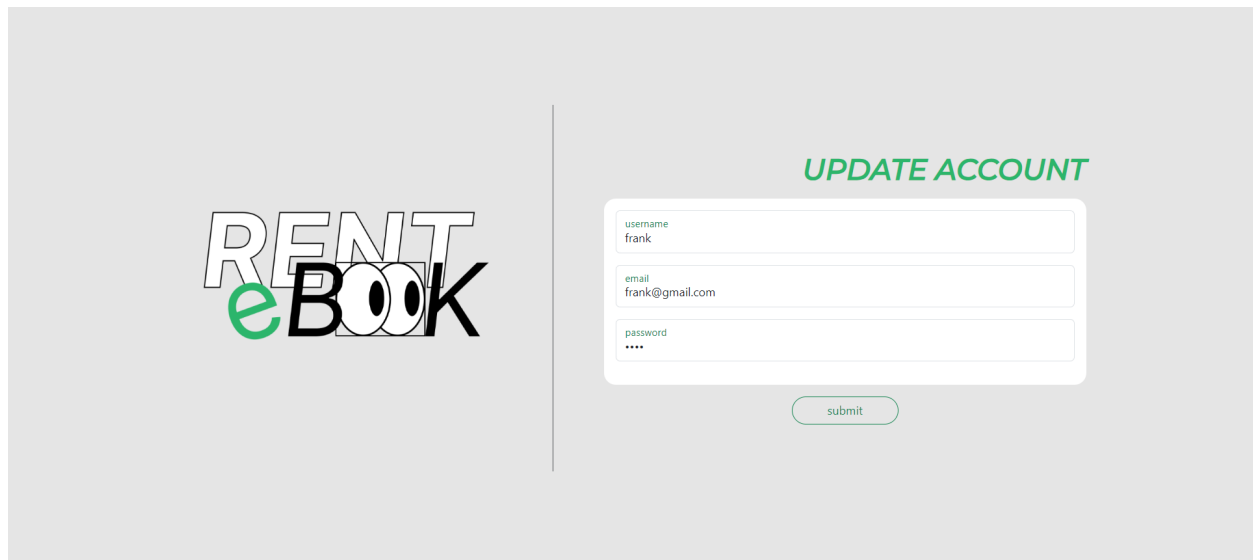 RENT
eBOOK
UPDATE ACCOUNT
username
frank
email
frank@gmail.com
password
••••
submit